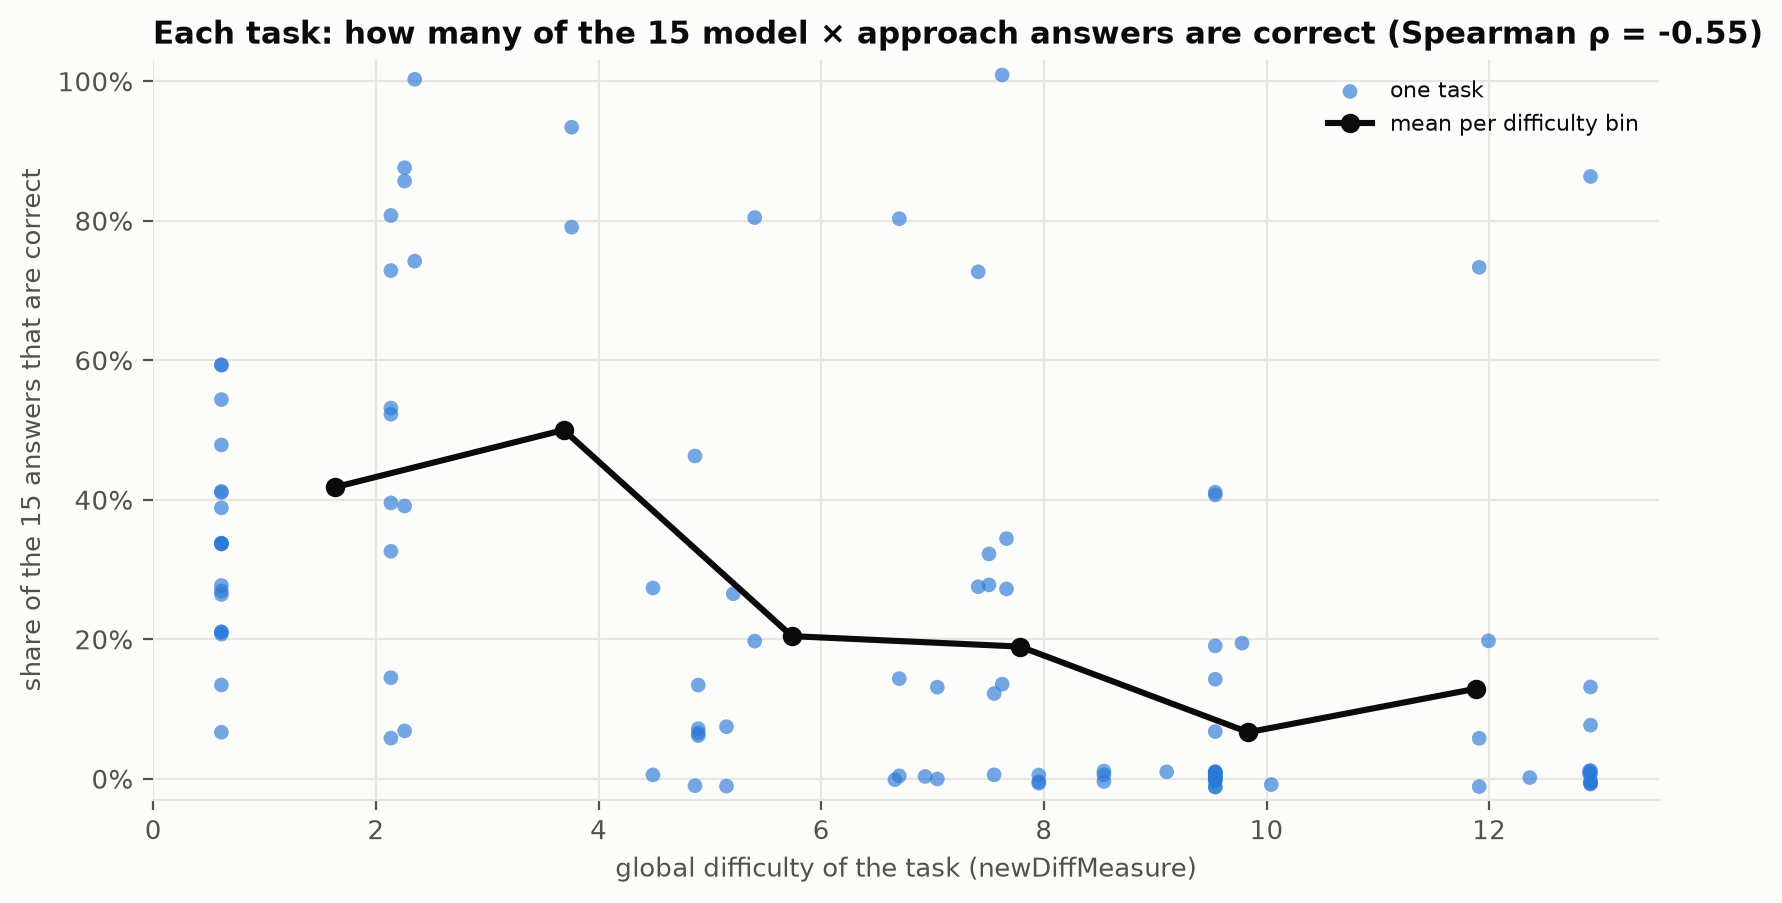 Each task: how many of the 15 model × approach answers are correct (Spearman ρ = -0.55)
one task
mean per difficulty bin
share of the 15 answers that are correct
100%
80%
60%
40%
20%
0%
0
2
4
6
8
10
12
global difficulty of the task (newDiffMeasure)